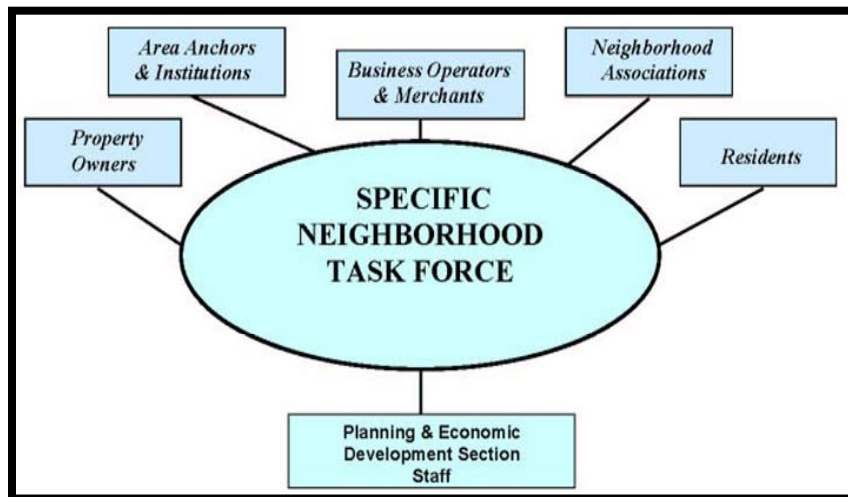 Area Anchors
& Institutions
Business Operators
& Merchants
Neighborhood
Associations
Property
Owners
Residents
SPECIFIC
NEIGHBORHOOD
TASK FORCE
Planning & Economic
Development Section
Staff